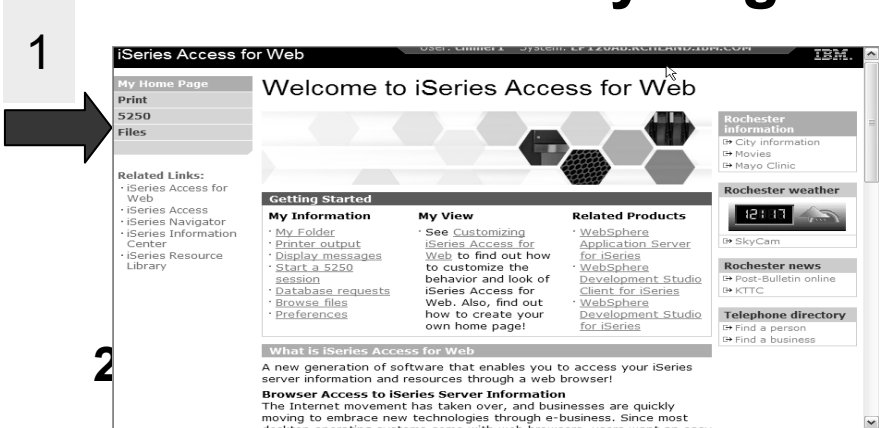 1
iSeries Access for Web
IBM.
My Home Page
Print
5250
Files
Related Links:
· iSeries Access for
Web
· iSeries Access
· iSeries Navigator
· iSeries Information
Center
· iSeries Resource
Library
Welcome to iSeries Access for Web
Getting Started
My Information
· My Folder
· Printer output
· Display messages
· Start a 5250
session
· Database requests
· Browse files
· Preferences
My View
· See Customizing
iSeries Access for
Web to find out how
to customize the
behavior and look of
iSeries Access for
Web. Also, find out
how to create your
own home page!
Related Products
· WebSphere
Application Server
for iSeries
· WebSphere
Development Studio
Client for iSeries
· WebSphere
Development Studio
for iSeries
What is iSeries Access for Web
A new generation of software that enables you to access your iSeries
server information and resources through a web browser!
Browser Access to iSeries Server Information
The Internet movement has taken over, and businesses are quickly
moving to embrace new technologies through e-business. Since most
Rochester
information
City information
Movies
Mayo Clinic
Rochester weather
12:17
SkyCam
Rochester news
Post-Bulletin online
KTTC
Telephone directory
Find a person
Find a business
2